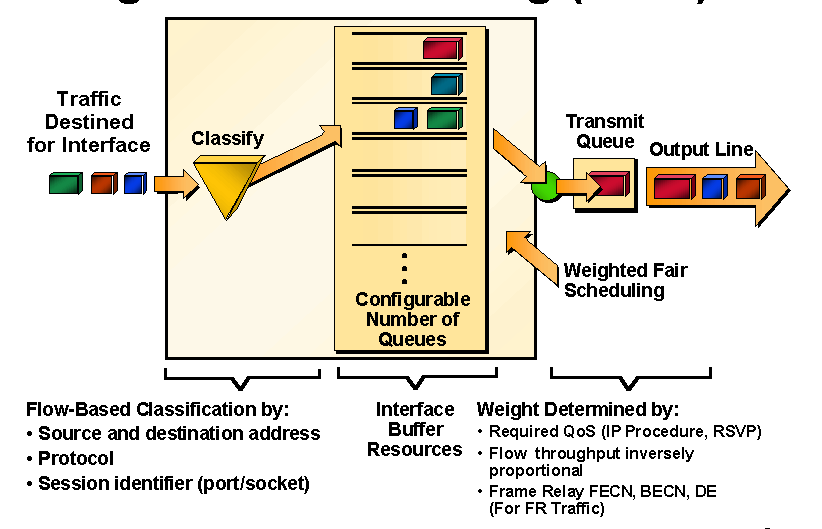 Traffic
Destined
for Interface
Classify
Configurable
Number of
Queues
Transmit
Queue
Output Line
Weighted Fair
Scheduling
Flow-Based Classification by:
• Source and destination address
• Protocol
• Session identifier (port/socket)
Interface
Buffer
Resources
Weight Determined by:
• Required QoS (IP Procedure, RSVP)
• Flow throughput inversely
proportional
• Frame Relay FECN, BECN, DE
(For FR Traffic)